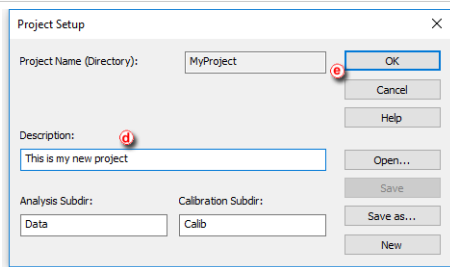 Project Setup
Project Name (Directory):
MyProject
e
OK
Cancel
Help
Description:
d
This is my new project
Open...
Save
Analysis Subdir:
Calibration Subdir:
Save as...
Data
Calib
New